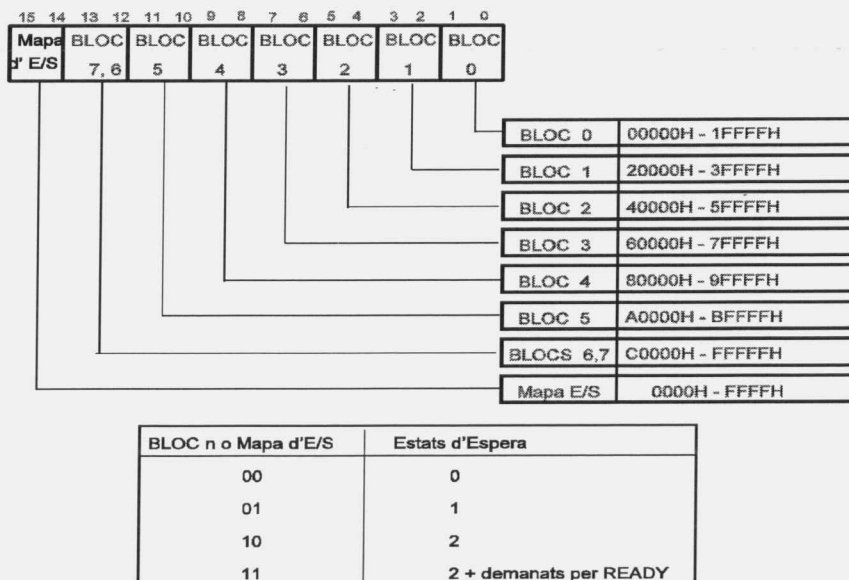 15 14 13 12 11 10 9 8 7 6 5 4 3 2 1 0
Mapa d' E/S
BLOC 7, 6
BLOC 5
BLOC 4
BLOC 3
BLOC 2
BLOC 1
BLOC 0
BLOC 0 00000H - 1FFFFH
BLOC 1 20000H - 3FFFFH
BLOC 2 40000H - 5FFFFH
BLOC 3 60000H - 7FFFFH
BLOC 4 80000H - 9FFFFH
BLOC 5 A0000H - BFFFFH
BLOCS 6,7 C0000H - FFFFFH
Mapa E/S 0000H - FFFFH
BLOC n o Mapa d'E/S Estats d'Espera
00 0
01 1
10 2
11 2 + demanats per READY